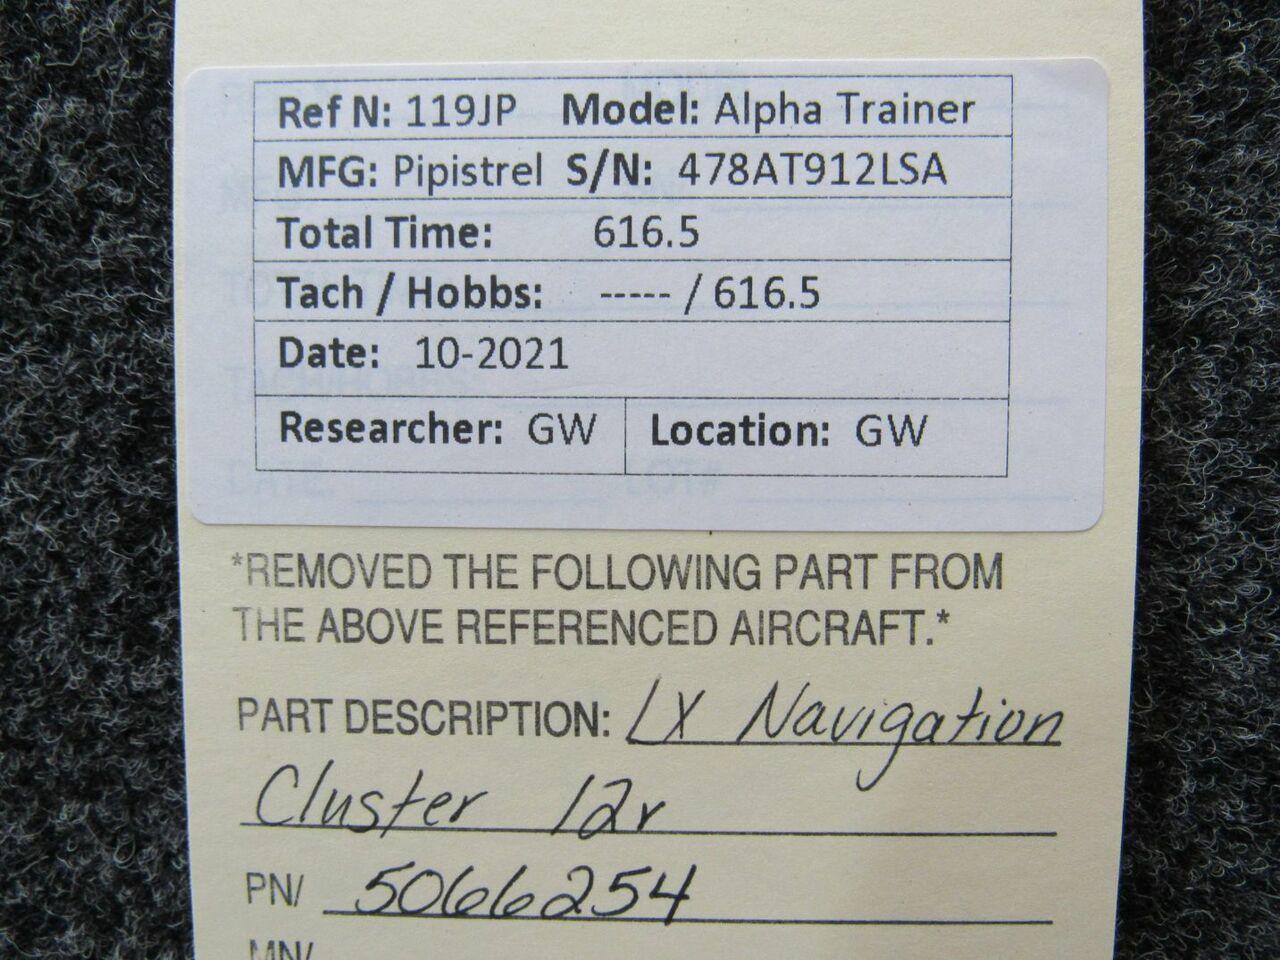 Ref N: 119JP Model: Alpha Trainer
MFG: Pipistrel S/N: 478AT912LSA
Total Time: 616.5
Tach / Hobbs: ----- / 616.5
Date: 10-2021
Researcher: GW Location: GW
*REMOVED THE FOLLOWING PART FROM
THE ABOVE REFERENCED AIRCRAFT.*
PART DESCRIPTION: LX Navigation
Cluster 12v
PN/ 5066254
MN/